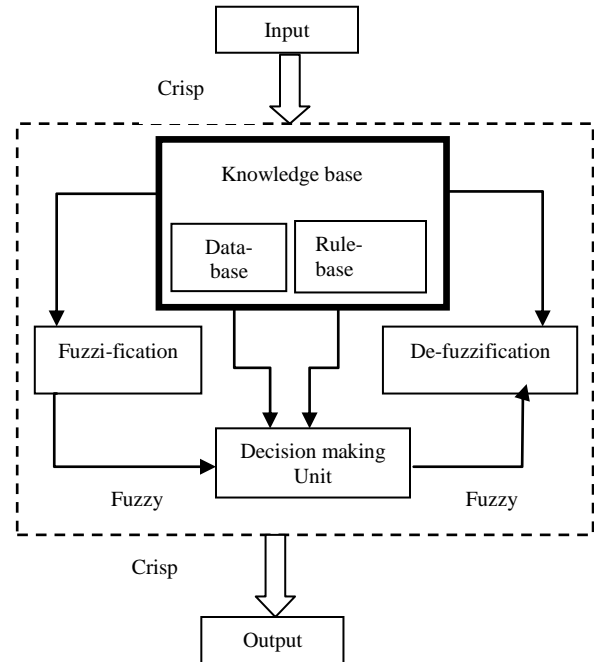 Input
Crisp
Knowledge base
Data-
base
Rule-
base
Fuzzi-fication
De-fuzzification
Decision making
Unit
Fuzzy
Fuzzy
Crisp
Output